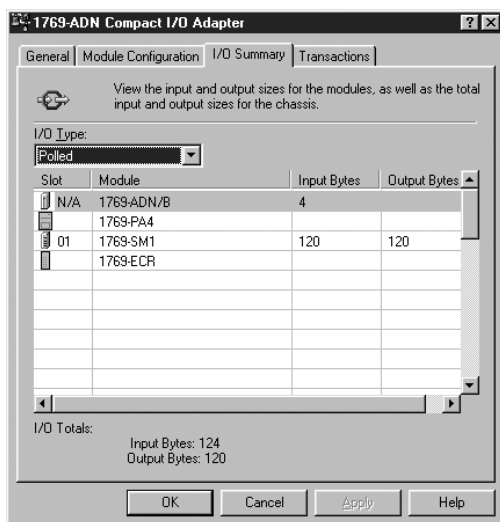 1769-ADN Compact I/O Adapter
General Module Configuration I/O Summary Transactions
View the input and output sizes for the modules, as well as the total
input and output sizes for the chassis.
I/O Type:
Polled
Slot Module Input Bytes Output Bytes
N/A 1769-ADN/B 4
1769-PA4
01 1769-SM1 120 120
1769-ECR
I/O Totals:
Input Bytes: 124
Output Bytes: 120
OK Cancel Apply Help